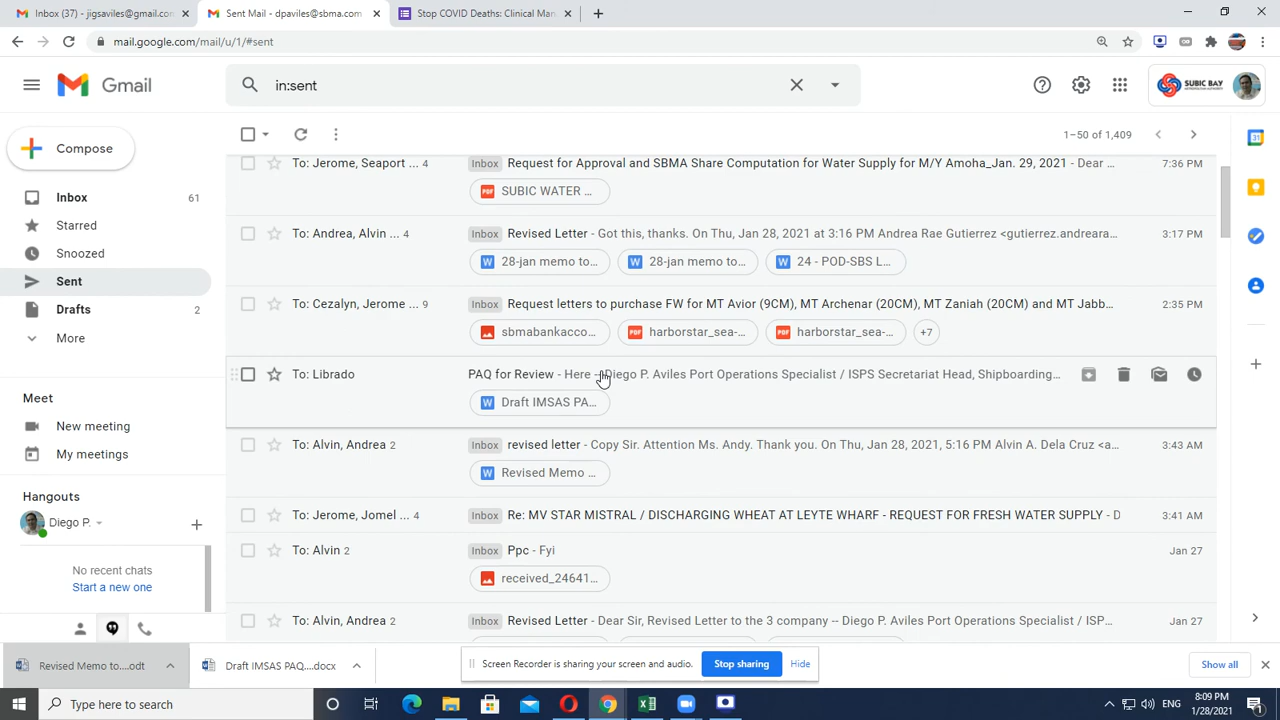 Inbox (37) - jigsaviles@gmail.com
Sent Mail - dpaviles@sbma.com
Stop COVID Deaths: Clinical Man
mail.google.com/mail/u/1/#sent
Gmail
in:sent
SUBIC BAY
Compose
1–50 of 1,409
Inbox 61
Starred
Snoozed
Sent
Drafts 2
More
Meet
New meeting
My meetings
Hangouts
Diego P.
No recent chats
Start a new one
To: Jerome, Seaport ... 4 Inbox Request for Approval and SBMA Share Computation for Water Supply for M/Y Amoha_Jan. 29, 2021 - Dear ... 7:36 PM
PDF SUBIC WATER ...
To: Andrea, Alvin ... 4 Inbox Revised Letter - Got this, thanks. On Thu, Jan 28, 2021 at 3:16 PM Andrea Rae Gutierrez <gutierrez.andreara... 3:17 PM
W 28-jan memo to... W 28-jan memo to... W 24 - POD-SBS L...
To: Cezalyn, Jerome ... 9 Inbox Request letters to purchase FW for MT Avior (9CM), MT Archenar (20CM), MT Zaniah (20CM) and MT Jabb... 2:35 PM
sbmabankacco... PDF harborstar_sea-... PDF harborstar_sea-... +7
To: Librado PAQ for Review - Here -- Diego P. Aviles Port Operations Specialist / ISPS Secretariat Head, Shipboarding...
W Draft IMSAS PA...
To: Alvin, Andrea 2 Inbox revised letter - Copy Sir. Attention Ms. Andy. Thank you. On Thu, Jan 28, 2021, 5:16 PM Alvin A. Dela Cruz <a... 3:43 AM
W Revised Memo ...
To: Jerome, Jomel ... 4 Inbox Re: MV STAR MISTRAL / DISCHARGING WHEAT AT LEYTE WHARF - REQUEST FOR FRESH WATER SUPPLY - D 3:41 AM
To: Alvin 2 Inbox Ppc - Fyi Jan 27
received_24641...
To: Alvin, Andrea 2 Inbox Revised Letter - Dear Sir, Revised Letter to the 3 company -- Diego P. Aviles Port Operations Specialist / ISP... Jan 27
Revised Memo to....odt
Draft IMSAS PAQ....docx
Screen Recorder is sharing your screen and audio. Stop sharing Hide
Show all
Type here to search
ENG
8:09 PM
1/28/2021
1